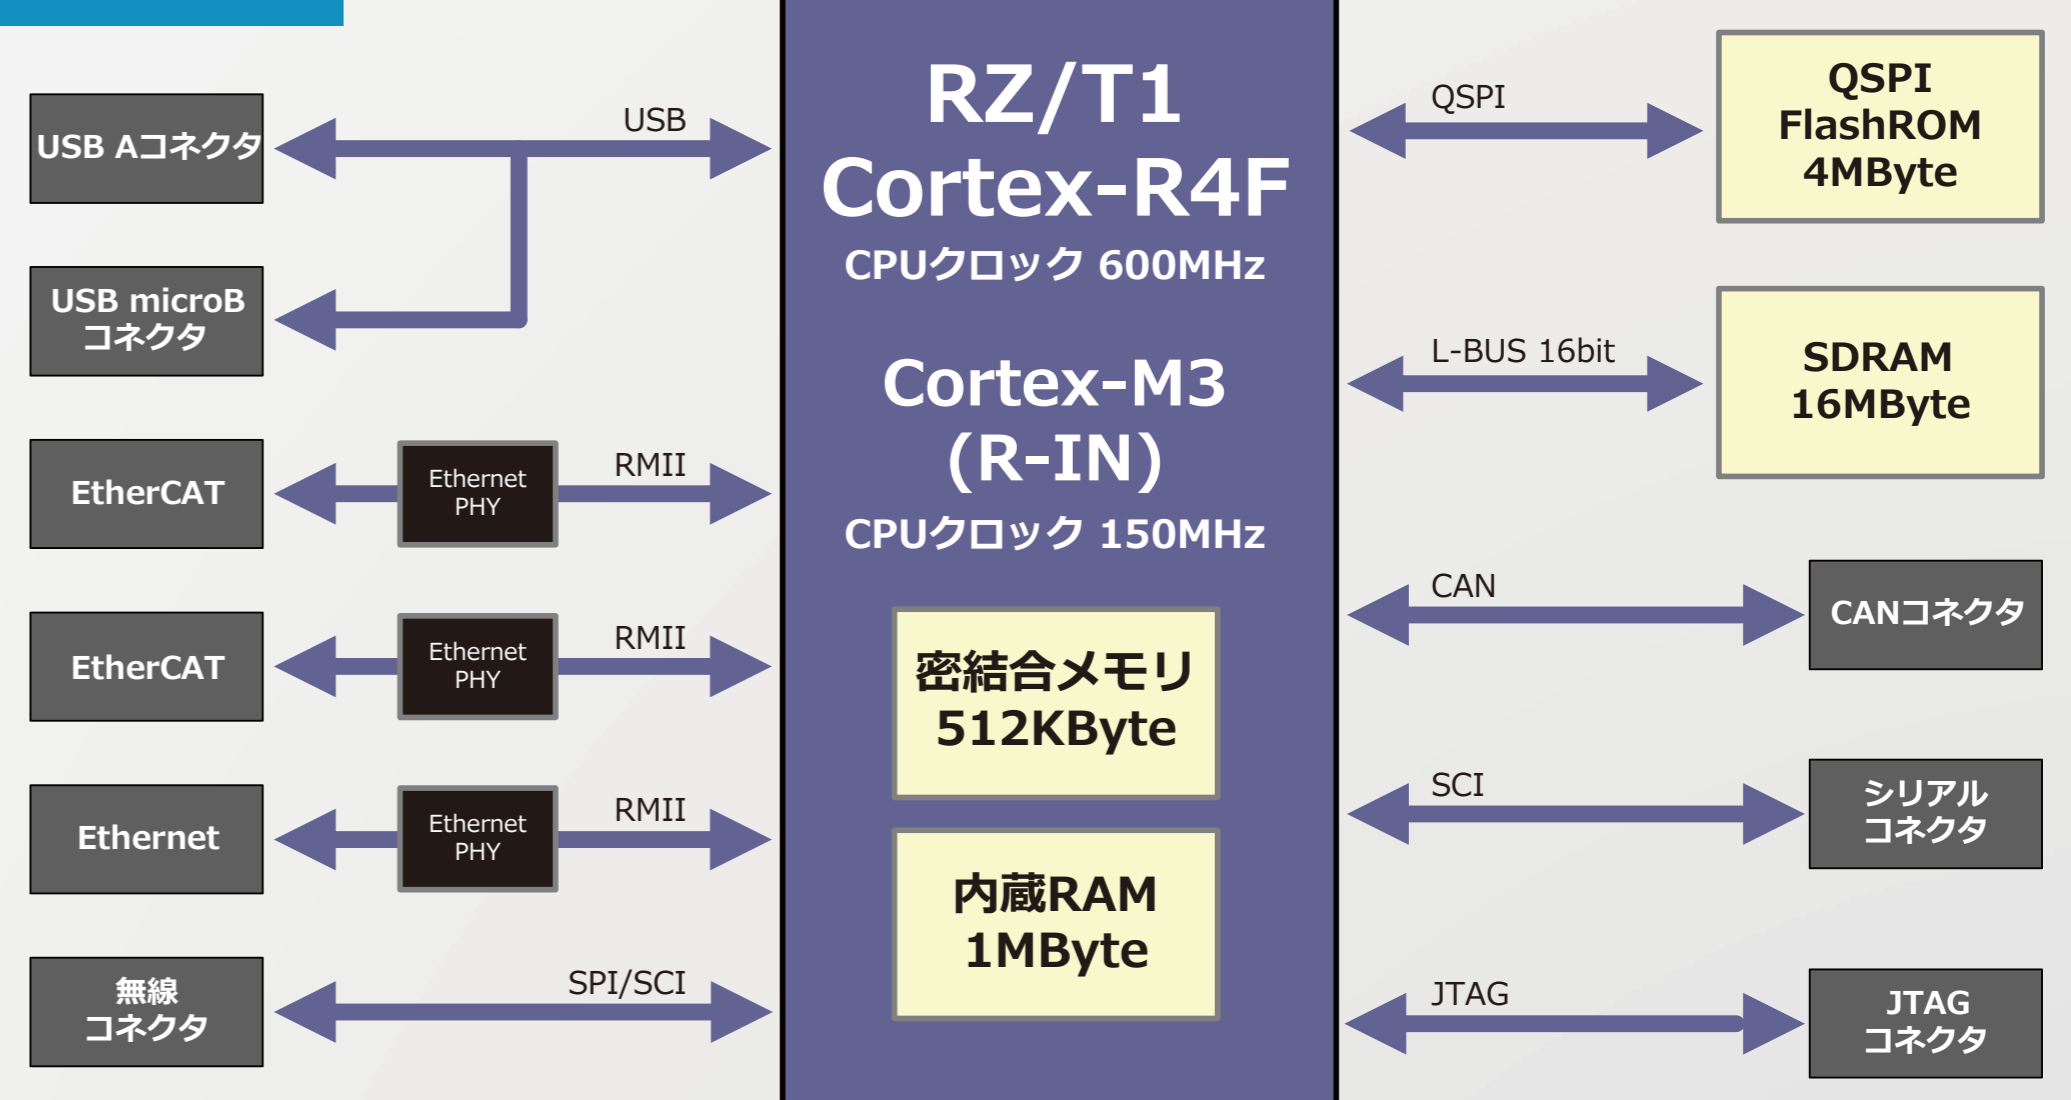 USB Aコネクタ
USB
USB microB
コネクタ
EtherCAT
Ethernet
PHY
RMII
EtherCAT
Ethernet
PHY
RMII
Ethernet
Ethernet
PHY
RMII
無線
コネクタ
SPI/SCI
RZ/T1
Cortex-R4F
CPUクロック 600MHz
Cortex-M3
(R-IN)
CPUクロック 150MHz
密結合メモリ
512KByte
内蔵RAM
1MByte
QSPI
QSPI
FlashROM
4MByte
L-BUS 16bit
SDRAM
16MByte
CAN
CANコネクタ
SCI
シリアル
コネクタ
JTAG
JTAG
コネクタ